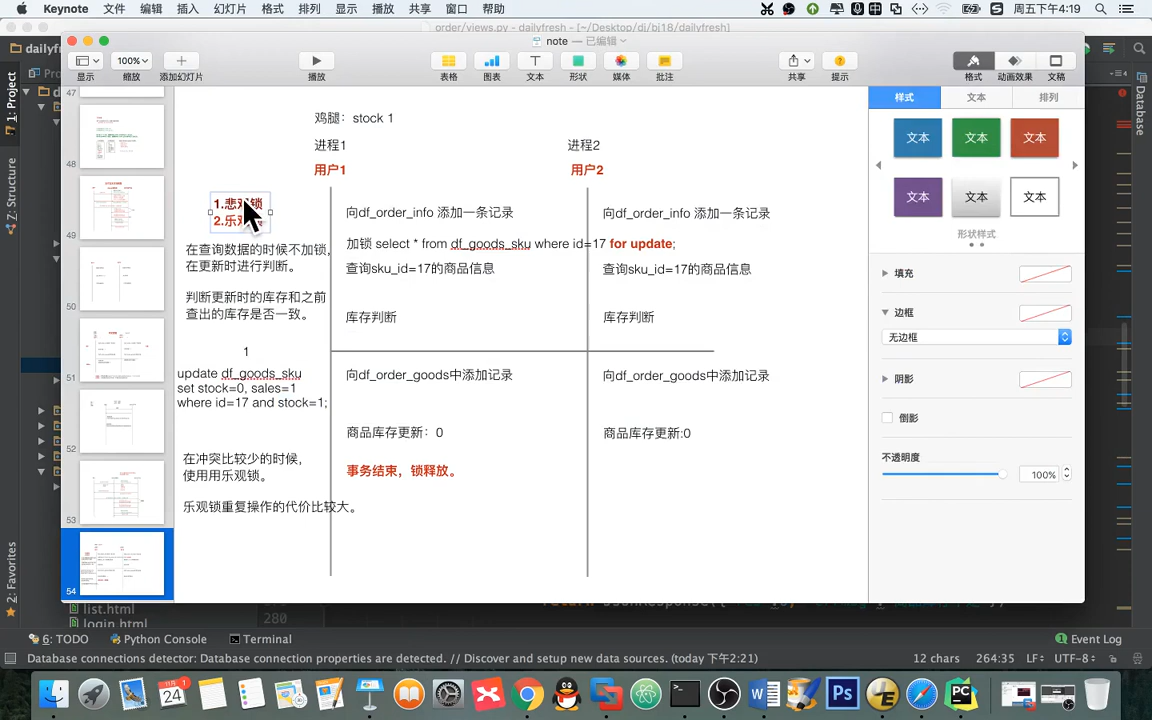 Keynote 文件 编辑 插入 幻灯片 格式 排列 显示 播放 共享 窗口 帮助 周五下午4:19
order/views.py - dailyfresh - [~/Desktop/dj/bj18/dailyfresh]
note — 已编辑
dailyf
100%
显示 缩放 添加幻灯片 播放 表格 图表 文本 形状 媒体 批注 共享 提示 格式 动画效果 文稿
1: Project
Z: Structure
2: Favorites
Database
Pro
47
48
49
50
51
52
53
54
鸡腿：stock 1
进程1 进程2
用户1 用户2
1.悲观锁
2.乐观
在查询数据的时候不加锁，
在更新时进行判断。
判断更新时的库存和之前
查出的库存是否一致。
1
update df_goods_sku
set stock=0, sales=1
where id=17 and stock=1;
在冲突比较少的时候，
使用用乐观锁。
乐观锁重复操作的代价比较大。
向df_order_info 添加一条记录
加锁 select * from df_goods_sku where id=17 for update;
查询sku_id=17的商品信息
库存判断
向df_order_goods中添加记录
商品库存更新：0
事务结束，锁释放。
向df_order_info 添加一条记录
查询sku_id=17的商品信息
库存判断
向df_order_goods中添加记录
商品库存更新:0
样式 文本 排列
文本 文本 文本
文本 文本 文本
形状样式
填充
边框
无边框
阴影
倒影
不透明度
100%
list.html
login.html
280
6: TODO Python Console Terminal 1 Event Log
Database connections detector: Database connection properties are detected. // Discover and setup new data sources. (today 下午2:21) 12 chars 264:35 LF÷ UTF-8÷
24